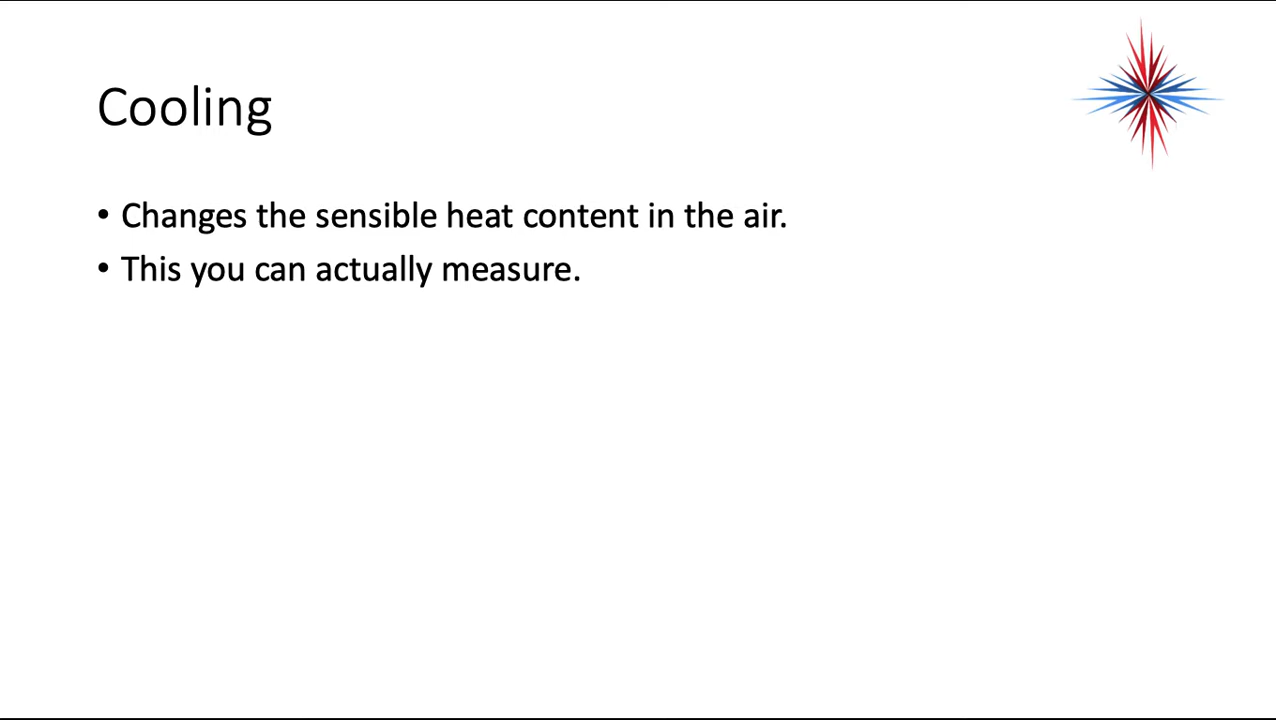 Cooling
• Changes the sensible heat content in the air.
• This you can actually measure.